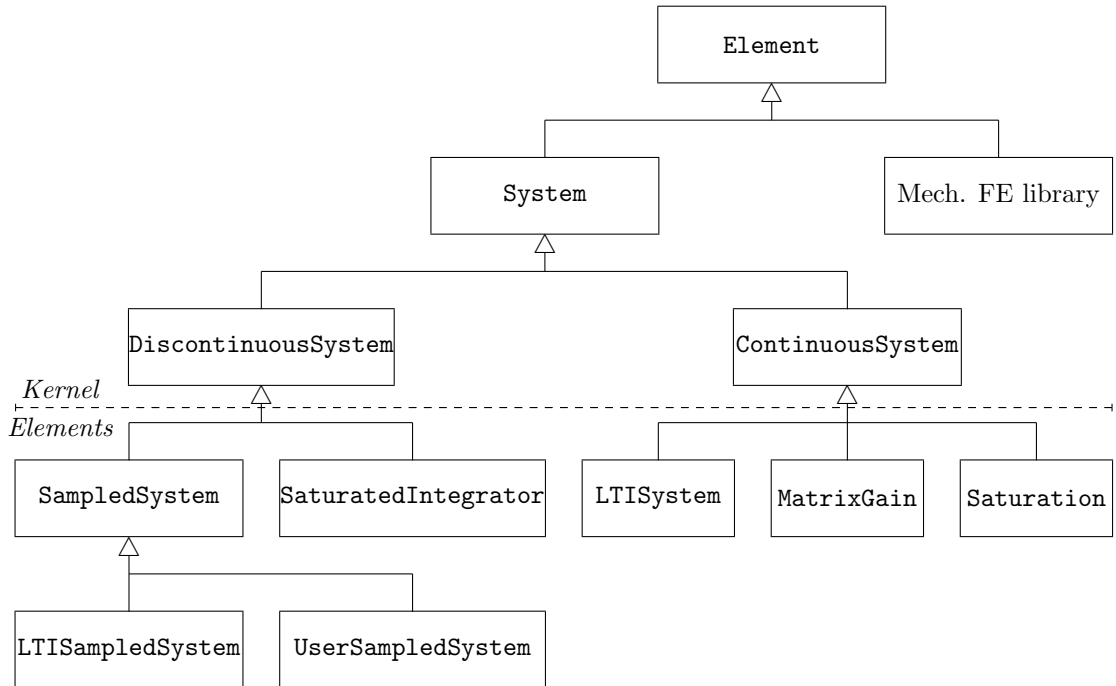 Element
System
Mech. FE library
DiscontinuousSystem
ContinuousSystem
Kernel
Elements
SampledSystem
SaturatedIntegrator
LTISystem
MatrixGain
Saturation
LTISampledSystem
UserSampledSystem